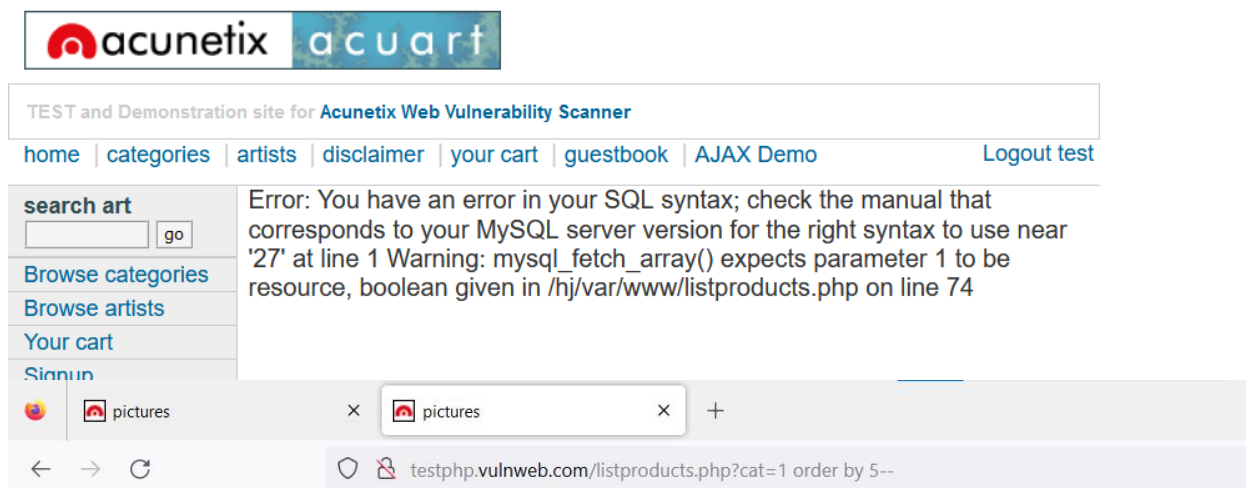 acunetix acuart
TEST and Demonstration site for Acunetix Web Vulnerability Scanner
home | categories | artists | disclaimer | your cart | guestbook | AJAX Demo Logout test
search art
go
Browse categories
Browse artists
Your cart
Signup
Error: You have an error in your SQL syntax; check the manual that
corresponds to your MySQL server version for the right syntax to use near
'27' at line 1 Warning: mysql_fetch_array() expects parameter 1 to be
resource, boolean given in /hj/var/www/listproducts.php on line 74
pictures
pictures
testphp.vulnweb.com/listproducts.php?cat=1 order by 5--